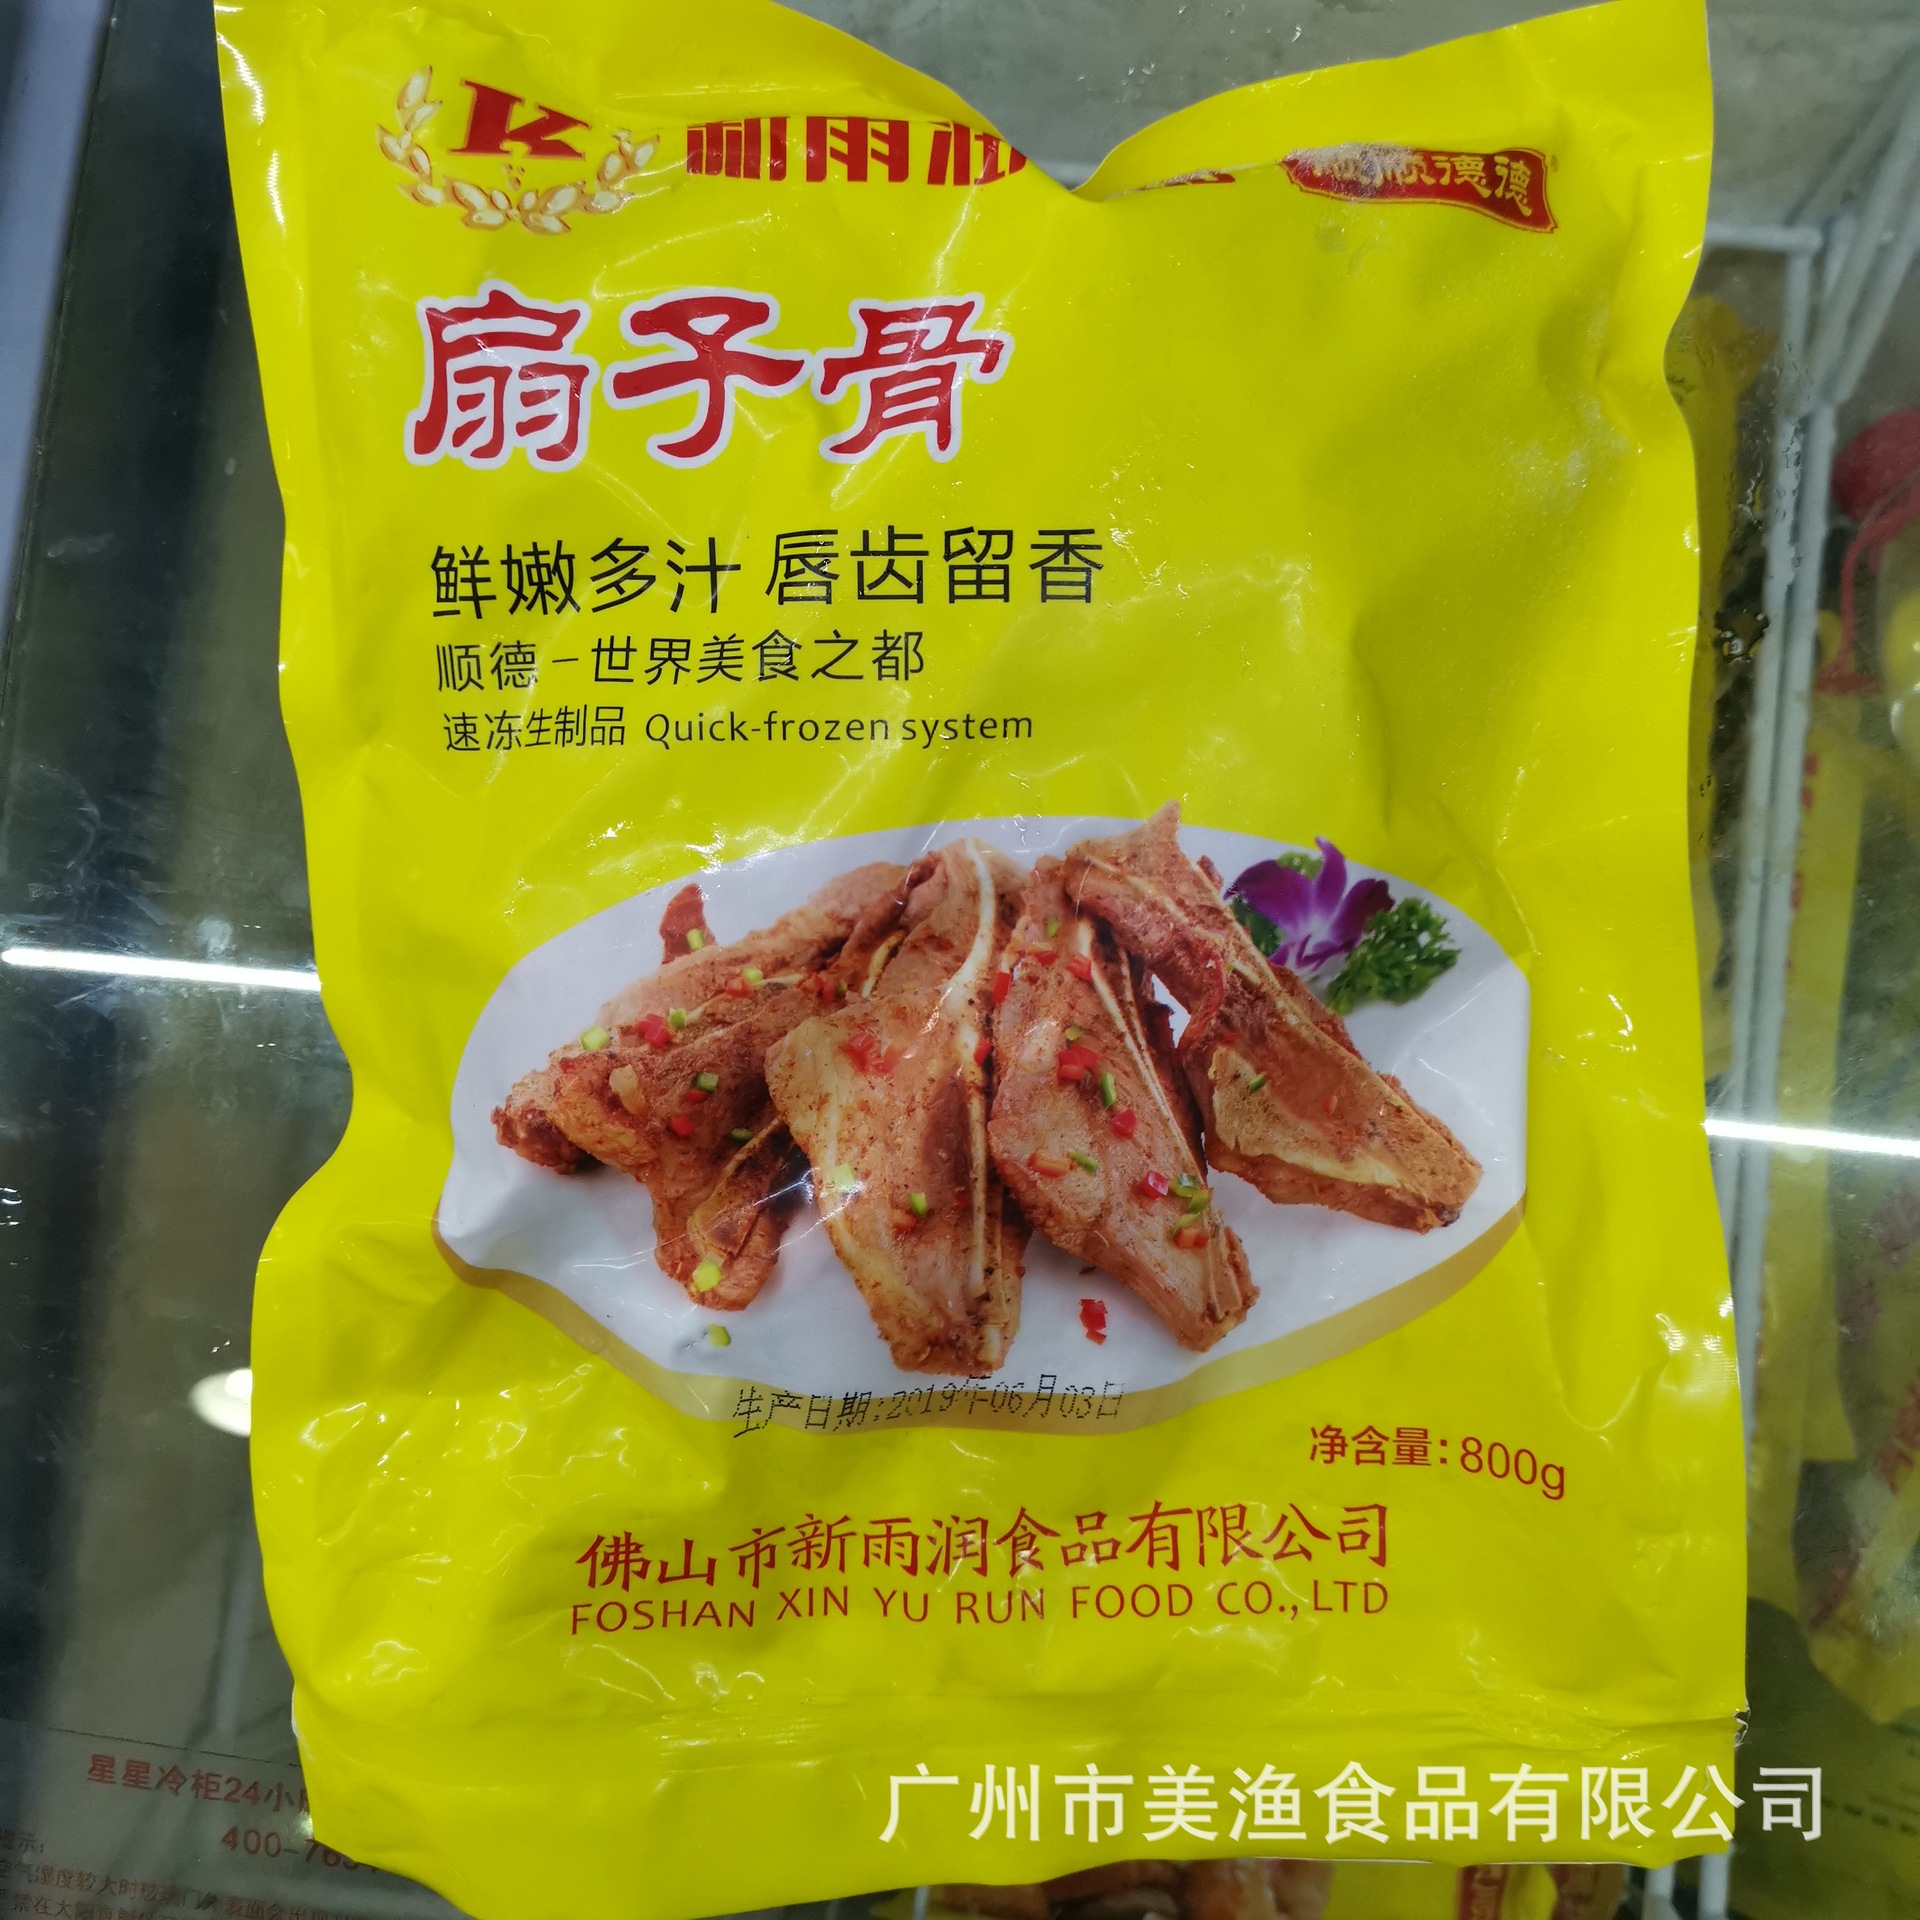 K
扇子骨
鲜嫩多汁 唇齿留香
顺德－世界美食之都
速冻生制品 Quick-frozen system
生产日期:2019年06月03日
净含量:800g
佛山市新雨润食品有限公司
FOSHAN XIN YU RUN FOOD CO.,LTD
广州市美渔食品有限公司
星星冷柜24小
400-76